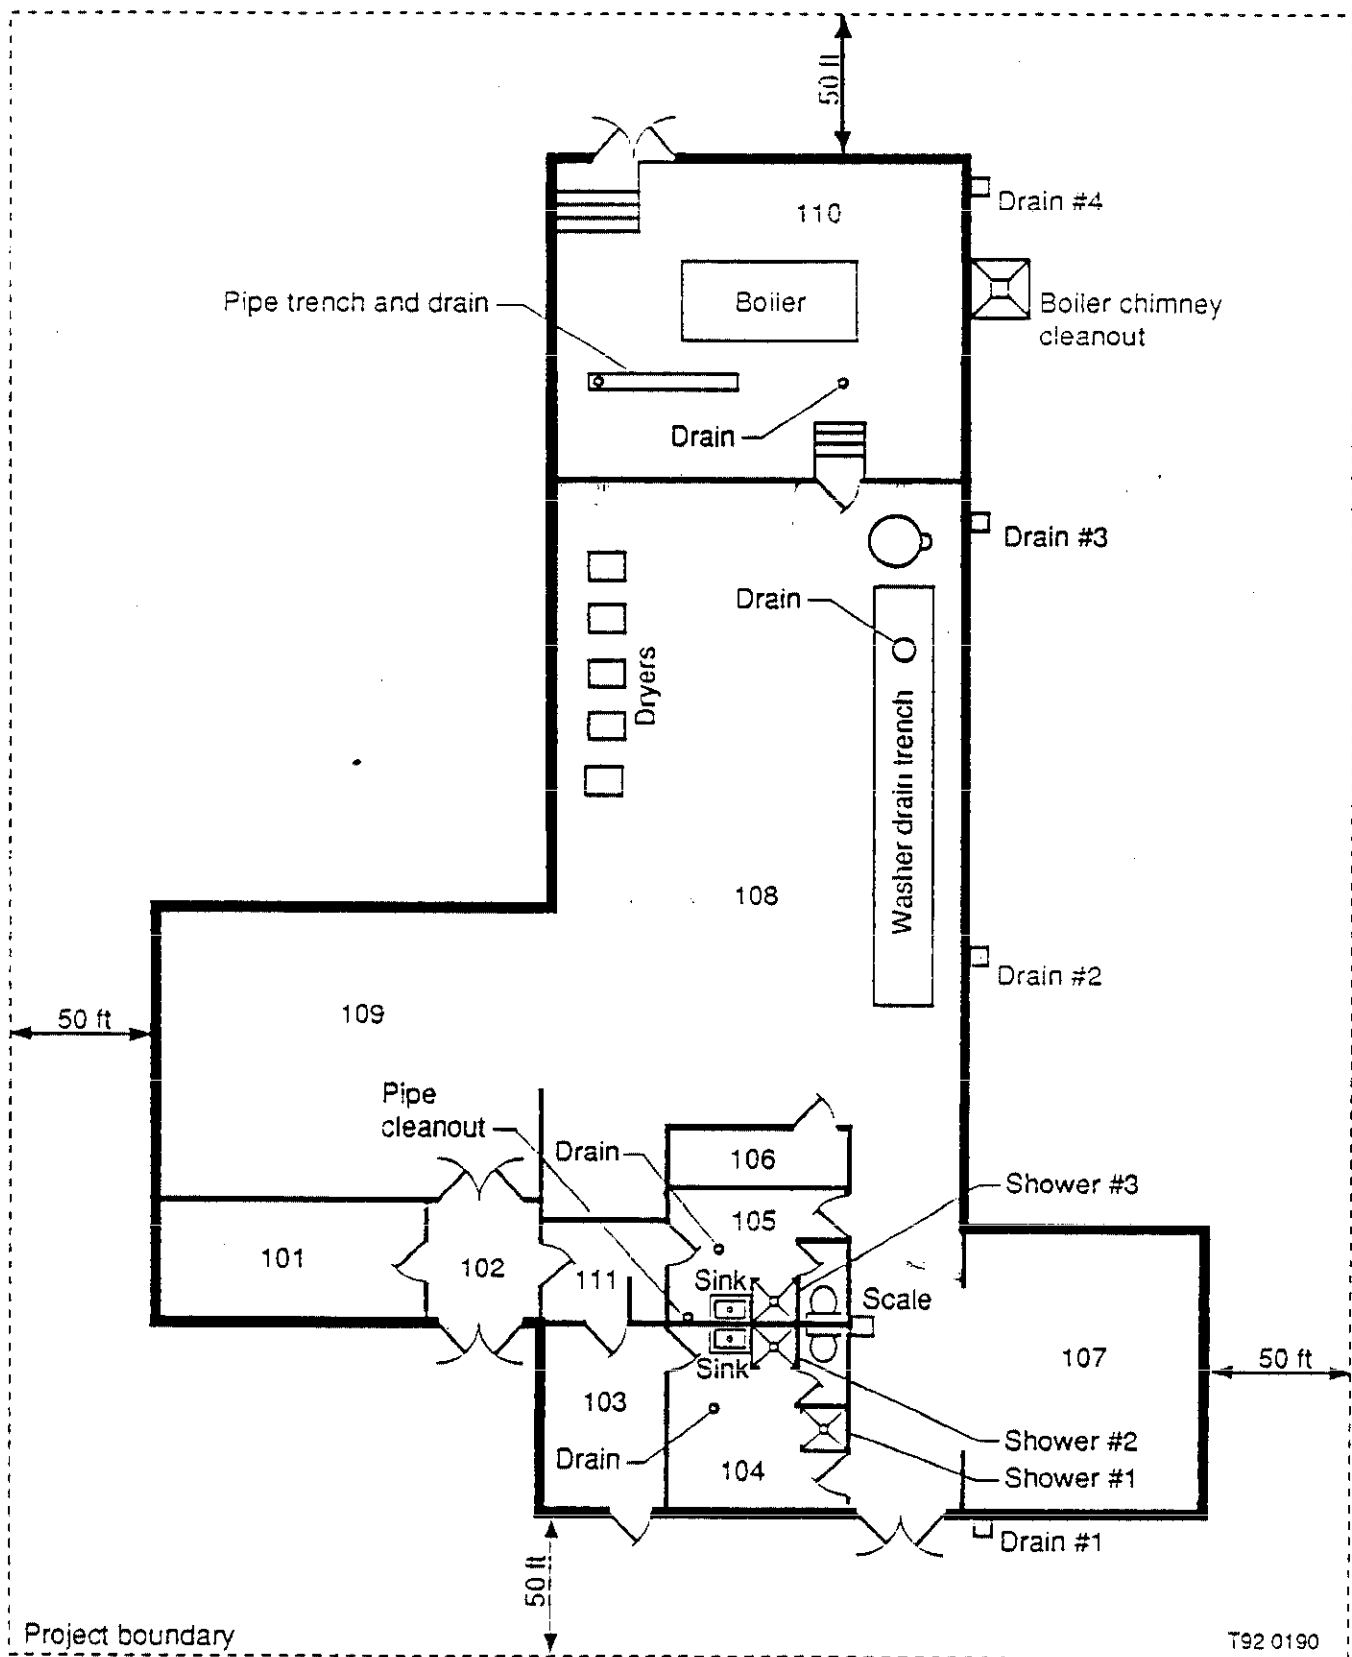 50 ft
110
Drain #4
Pipe trench and drain
Boiler
Boiler chimney
cleanout
Drain
Drain #3
Drain
Dryers
Washer drain trench
108
Drain #2
109
50 ft
Pipe
cleanout
Drain
106
Shower #3
105
101
102
111
Sink
Scale
107
50 ft
Sink
103
Shower #2
Drain
104
Shower #1
Drain #1
50 ft
Project boundary
T92 0190